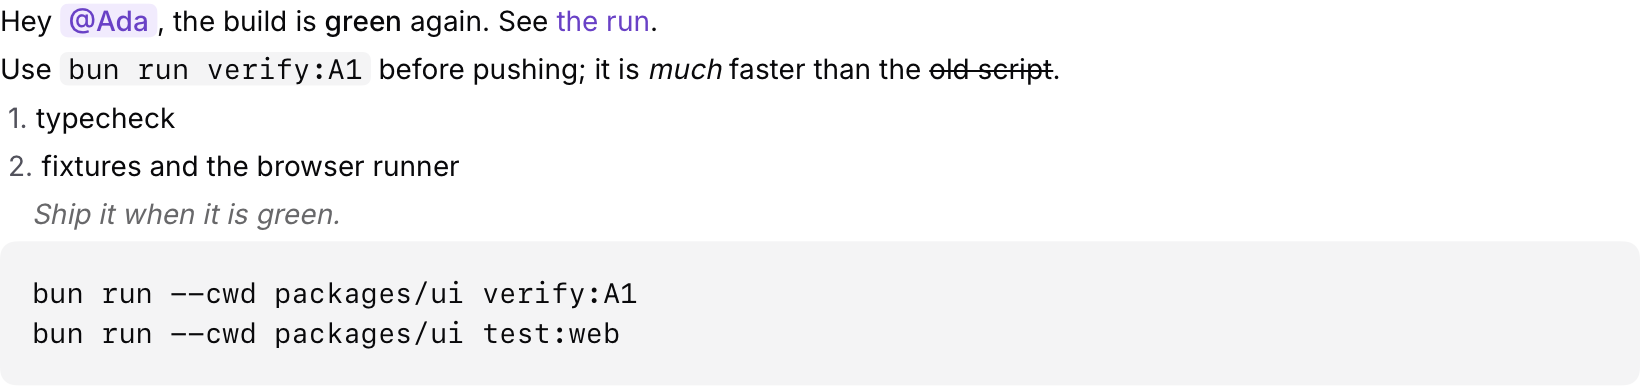 Hey @Ada, the build is green again. See the run.
Use bun run verify:A1 before pushing; it is much faster than the old script.
1. typecheck
2. fixtures and the browser runner
Ship it when it is green.
bun run --cwd packages/ui verify:A1
bun run --cwd packages/ui test:web